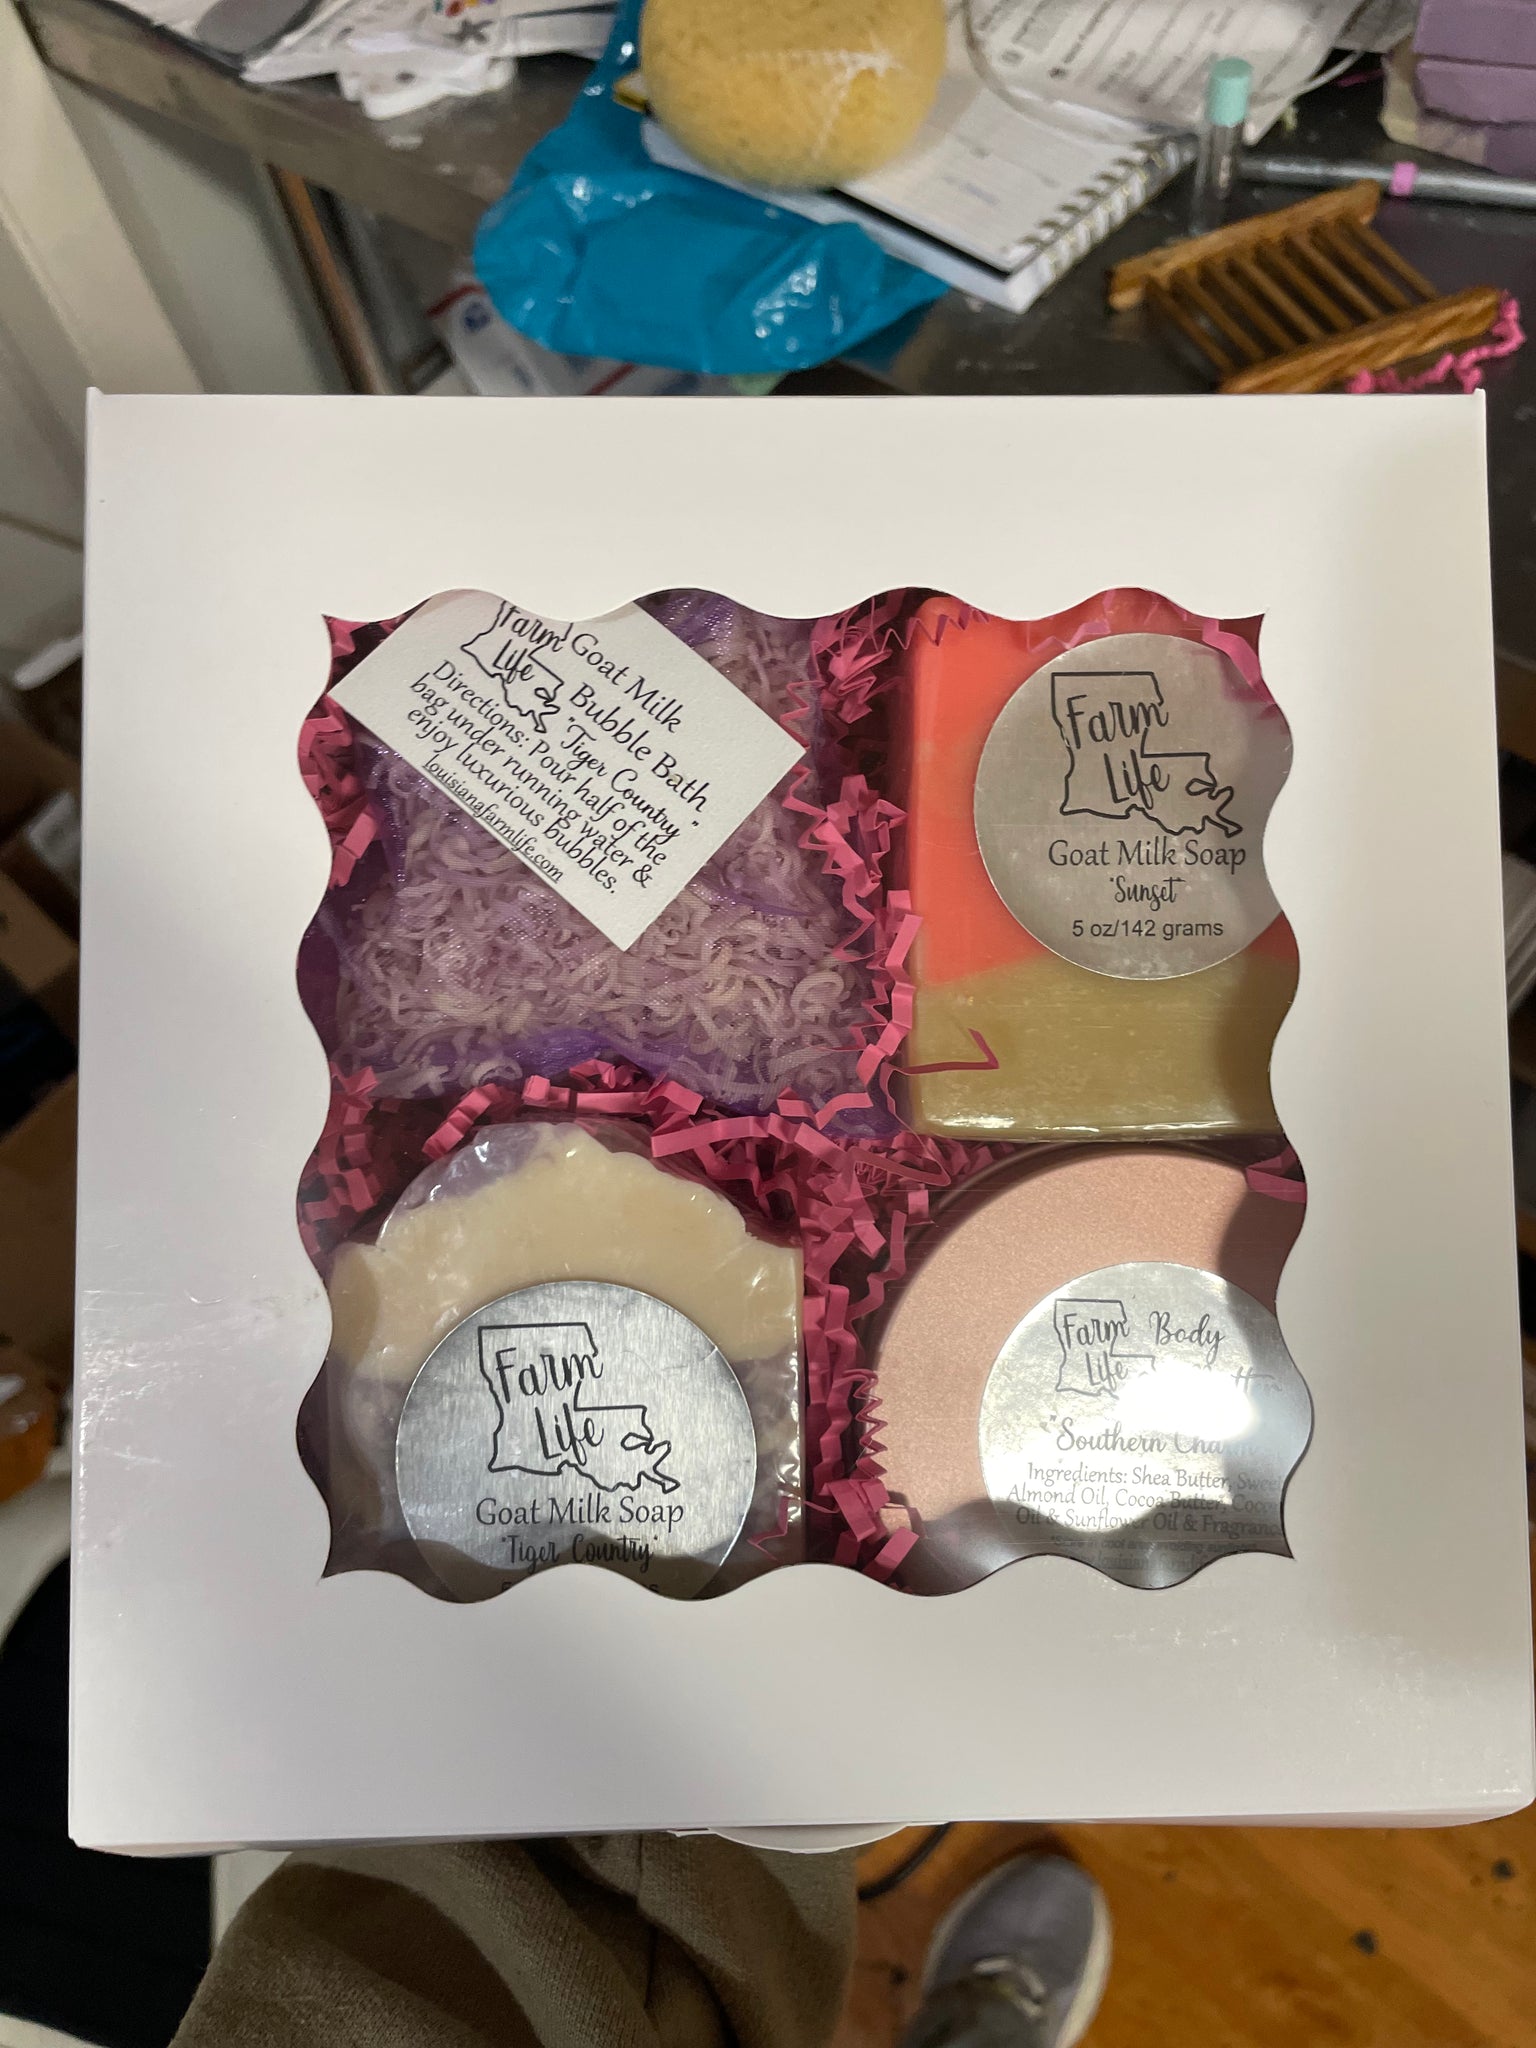 Farm
Life
Goat Milk
Bubble Bath
"Tiger Country"
Directions: Pour half of the
bag under running water &
enjoy luxurious bubbles.
louisianafarmlife.com
Farm
Life
Goat Milk Soap
"Sunset"
5 oz/142 grams
Farm
Life
Goat Milk Soap
"Tiger Country"
Farm
Life
Body
"Southern
Ingredients: Shea Butter,
Almond Oil, Cocoa Butter,
Oil & Sunflower Oil &